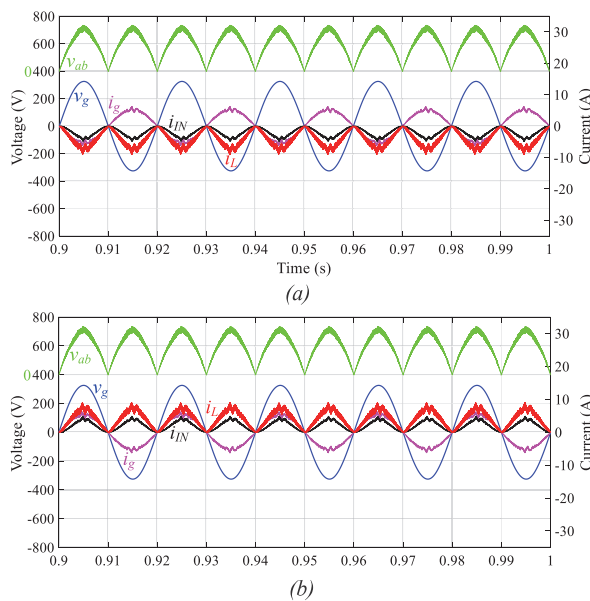 800
600
0 400
200
0
-200
-400
-600
-800
Voltage (V)
30
20
10
0
-10
-20
-30
Current (A)
v_ab
v_g
i_g
i_IN
i_L
0.9 0.91 0.92 0.93 0.94 0.95 0.96 0.97 0.98 0.99 1
Time (s)
(a)
800
600
0 400
200
0
-200
-400
-600
-800
Voltage (V)
30
20
10
0
-10
-20
-30
Current (A)
v_ab
v_g
i_L
i_IN
i_g
0.9 0.91 0.92 0.93 0.94 0.95 0.96 0.97 0.98 0.99 1
(b)